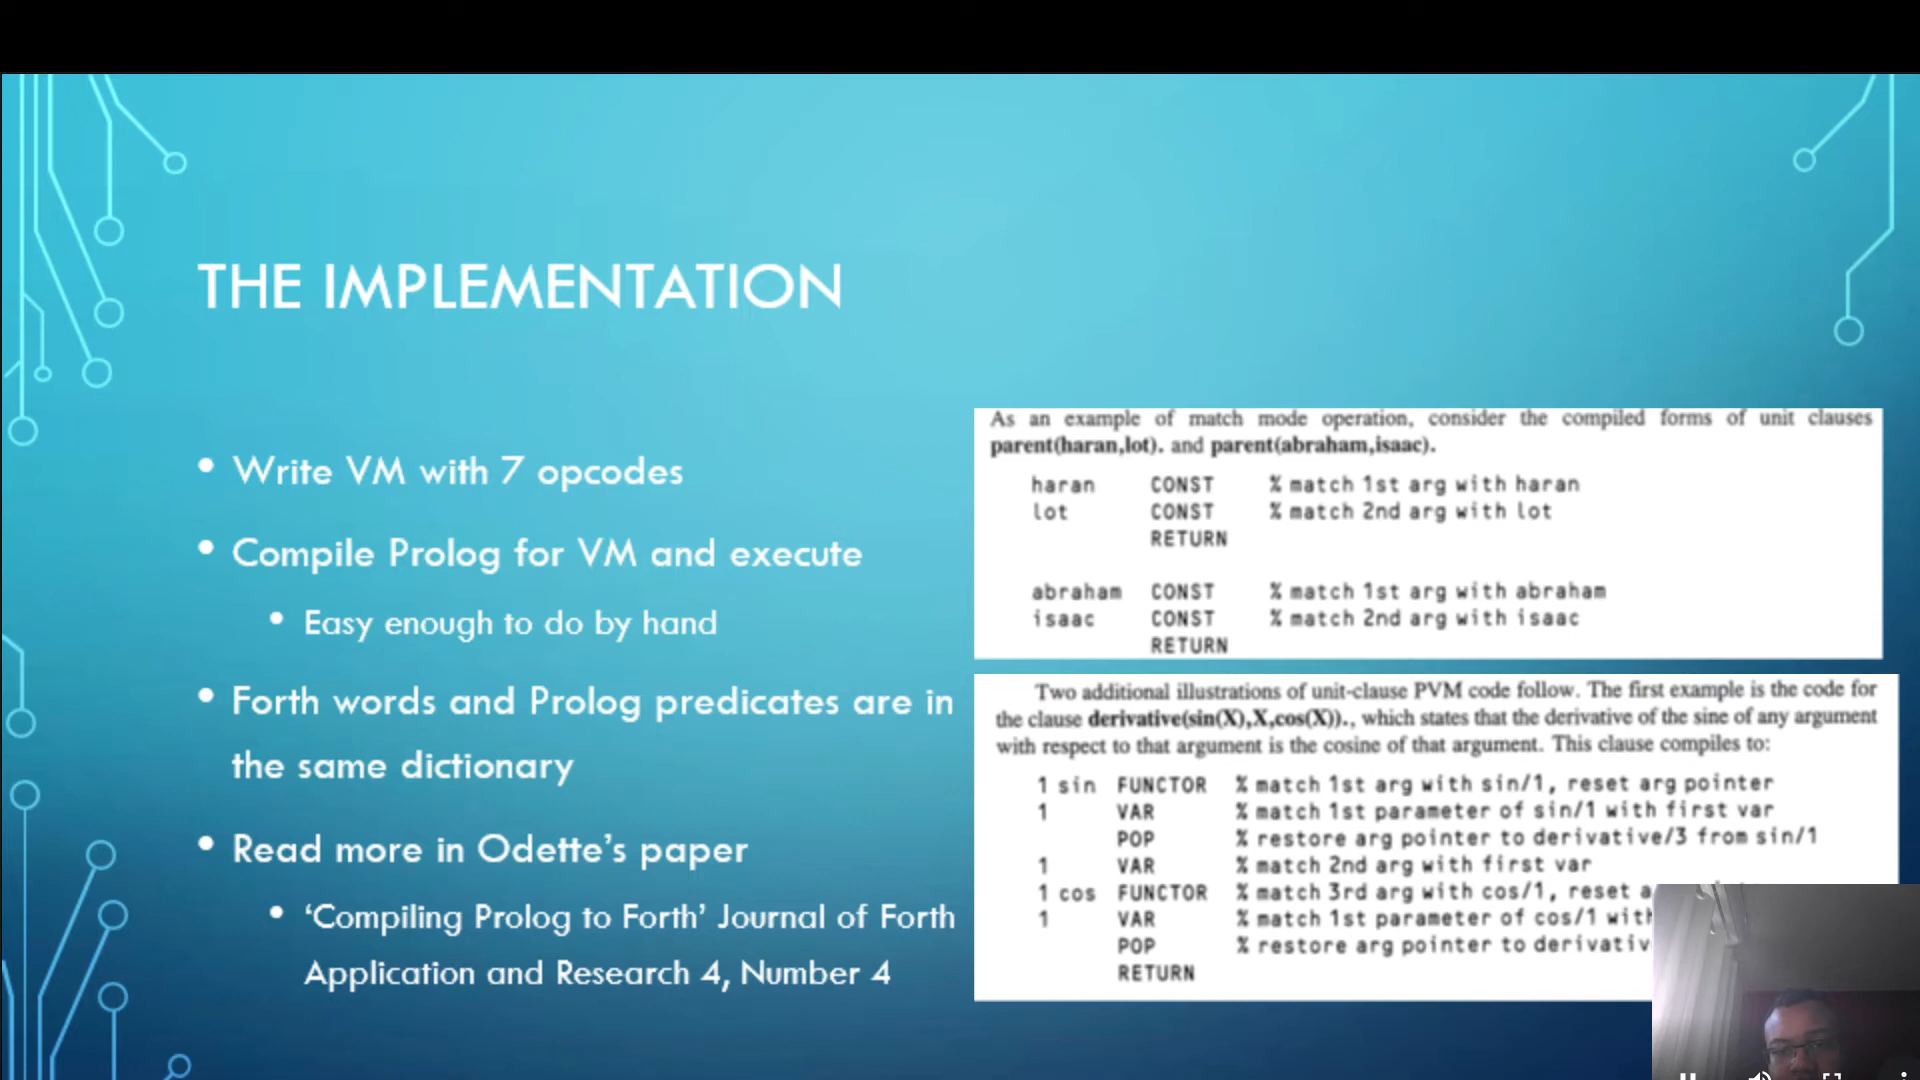 THE IMPLEMENTATION
• Write VM with 7 opcodes
• Compile Prolog for VM and execute
• Easy enough to do by hand
• Forth words and Prolog predicates are in
the same dictionary
• Read more in Odette's paper
• ‘Compiling Prolog to Forth’ Journal of Forth
Application and Research 4, Number 4
As an example of match mode operation, consider the compiled forms of unit clauses
parent(haran,lot). and parent(abraham,isaac).
haran CONST % match 1st arg with haran
lot CONST % match 2nd arg with lot
RETURN
abraham CONST % match 1st arg with abraham
isaac CONST % match 2nd arg with isaac
RETURN
Two additional illustrations of unit-clause PVM code follow. The first example is the code for
the clause derivative(sin(X),X,cos(X))., which states that the derivative of the sine of any argument
with respect to that argument is the cosine of that argument. This clause compiles to:
1 sin FUNCTOR % match 1st arg with sin/1, reset arg pointer
1 VAR % match 1st parameter of sin/1 with first var
POP % restore arg pointer to derivative/3 from sin/1
1 VAR % match 2nd arg with first var
1 cos FUNCTOR % match 3rd arg with cos/1, reset
1 VAR % match 1st parameter of cos/1 with
POP % restore arg pointer to
RETURN